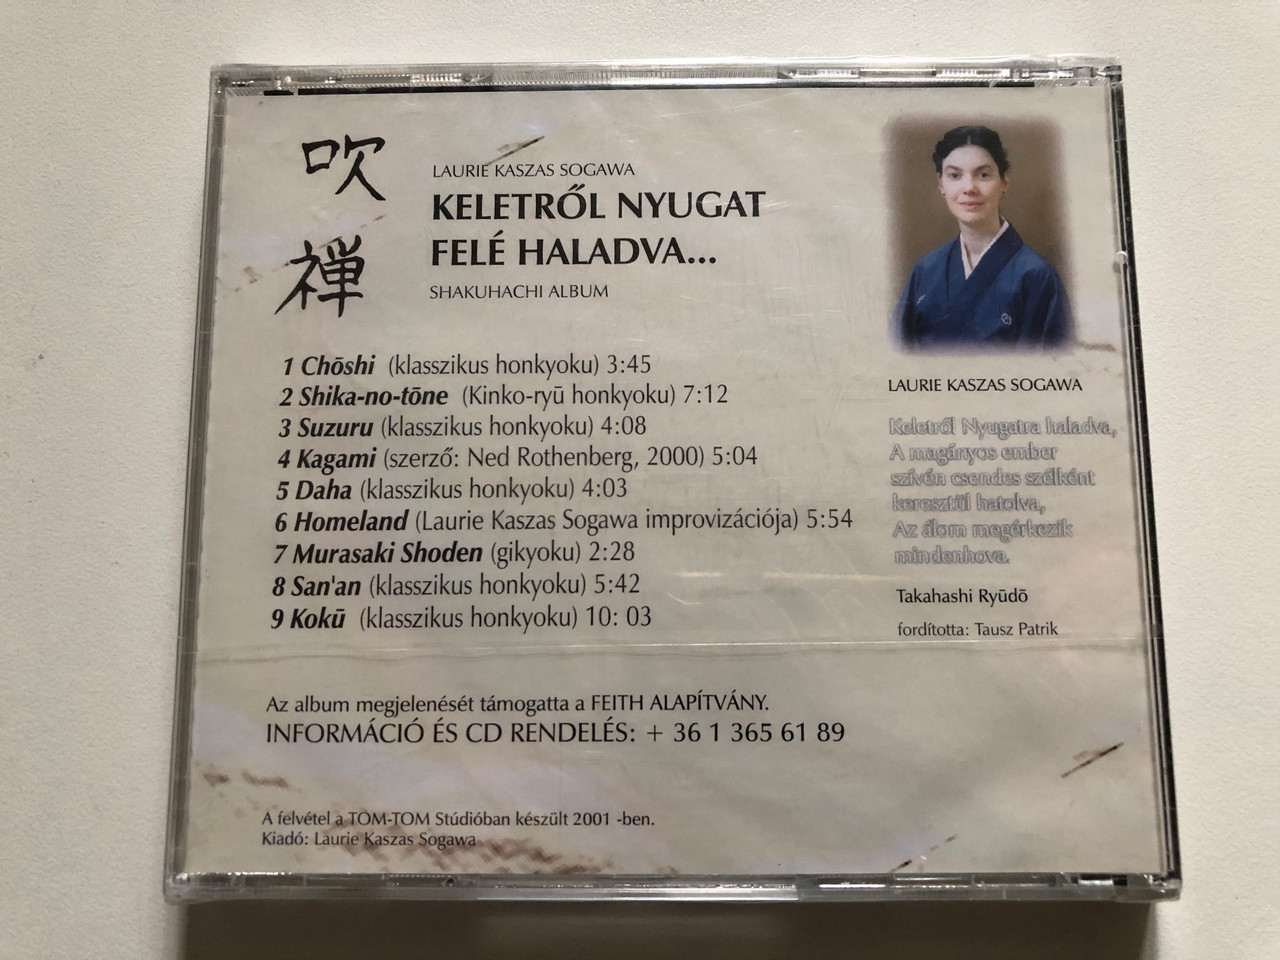 吹
禅
LAURIE KASZAS SOGAWA
KELETRŐL NYUGAT
FELÉ HALADVA...
SHAKUHACHI ALBUM
1 Chōshi (klasszikus honkyoku) 3:45
2 Shika-no-tōne (Kinko-ryū honkyoku) 7:12
3 Suzuru (klasszikus honkyoku) 4:08
4 Kagami (szerző: Ned Rothenberg, 2000) 5:04
5 Daha (klasszikus honkyoku) 4:03
6 Homeland (Laurie Kaszas Sogawa improvizációja) 5:54
7 Murasaki Shoden (gikyoku) 2:28
8 San'an (klasszikus honkyoku) 5:42
9 Kokū (klasszikus honkyoku) 10: 03
LAURIE KASZAS SOGAWA
Keletről Nyugatra haladva,
A magányos ember
szívén csendes szélként
keresztül hatolva,
Az álom megérkezik
mindenhova.
Takahashi Ryūdō
fordította: Tausz Patrik
Az album megjelenését támogatta a FEITH ALAPÍTVÁNY.
INFORMÁCIÓ ÉS CD RENDELÉS: + 36 1 365 61 89
A felvétel a TOM-TOM Stúdióban készült 2001 -ben.
Kiadó: Laurie Kaszas Sogawa